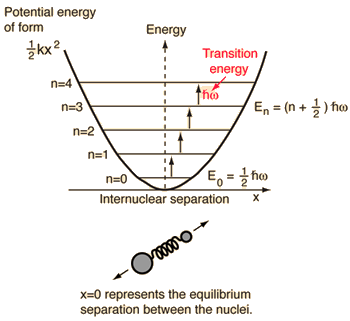 Potential energy
of form
½kx²
Energy
Transition
energy
n=4
ħω
n=3
Eₙ = (n + ½) ħω
n=2
n=1
n=0
E₀ = ½ ħω
Internuclear separation
x
x=0 represents the equilibrium
separation between the nuclei.